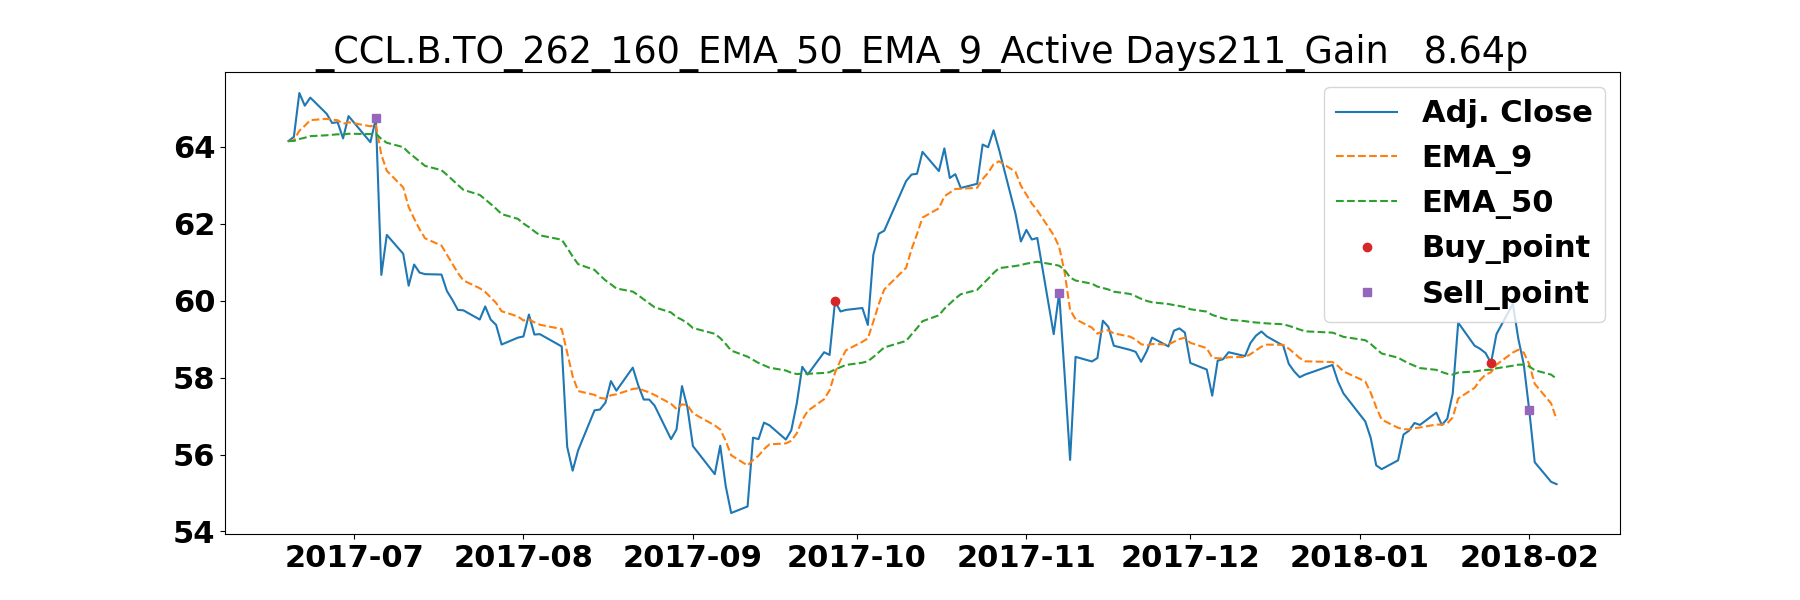 _CCL.B.TO_262_160_EMA_50_EMA_9_Active Days211_Gain   8.64p
Adj. Close
EMA_9
EMA_50
Buy_point
Sell_point
64
62
60
58
56
54
2017-07 2017-08 2017-09 2017-10 2017-11 2017-12 2018-01 2018-02